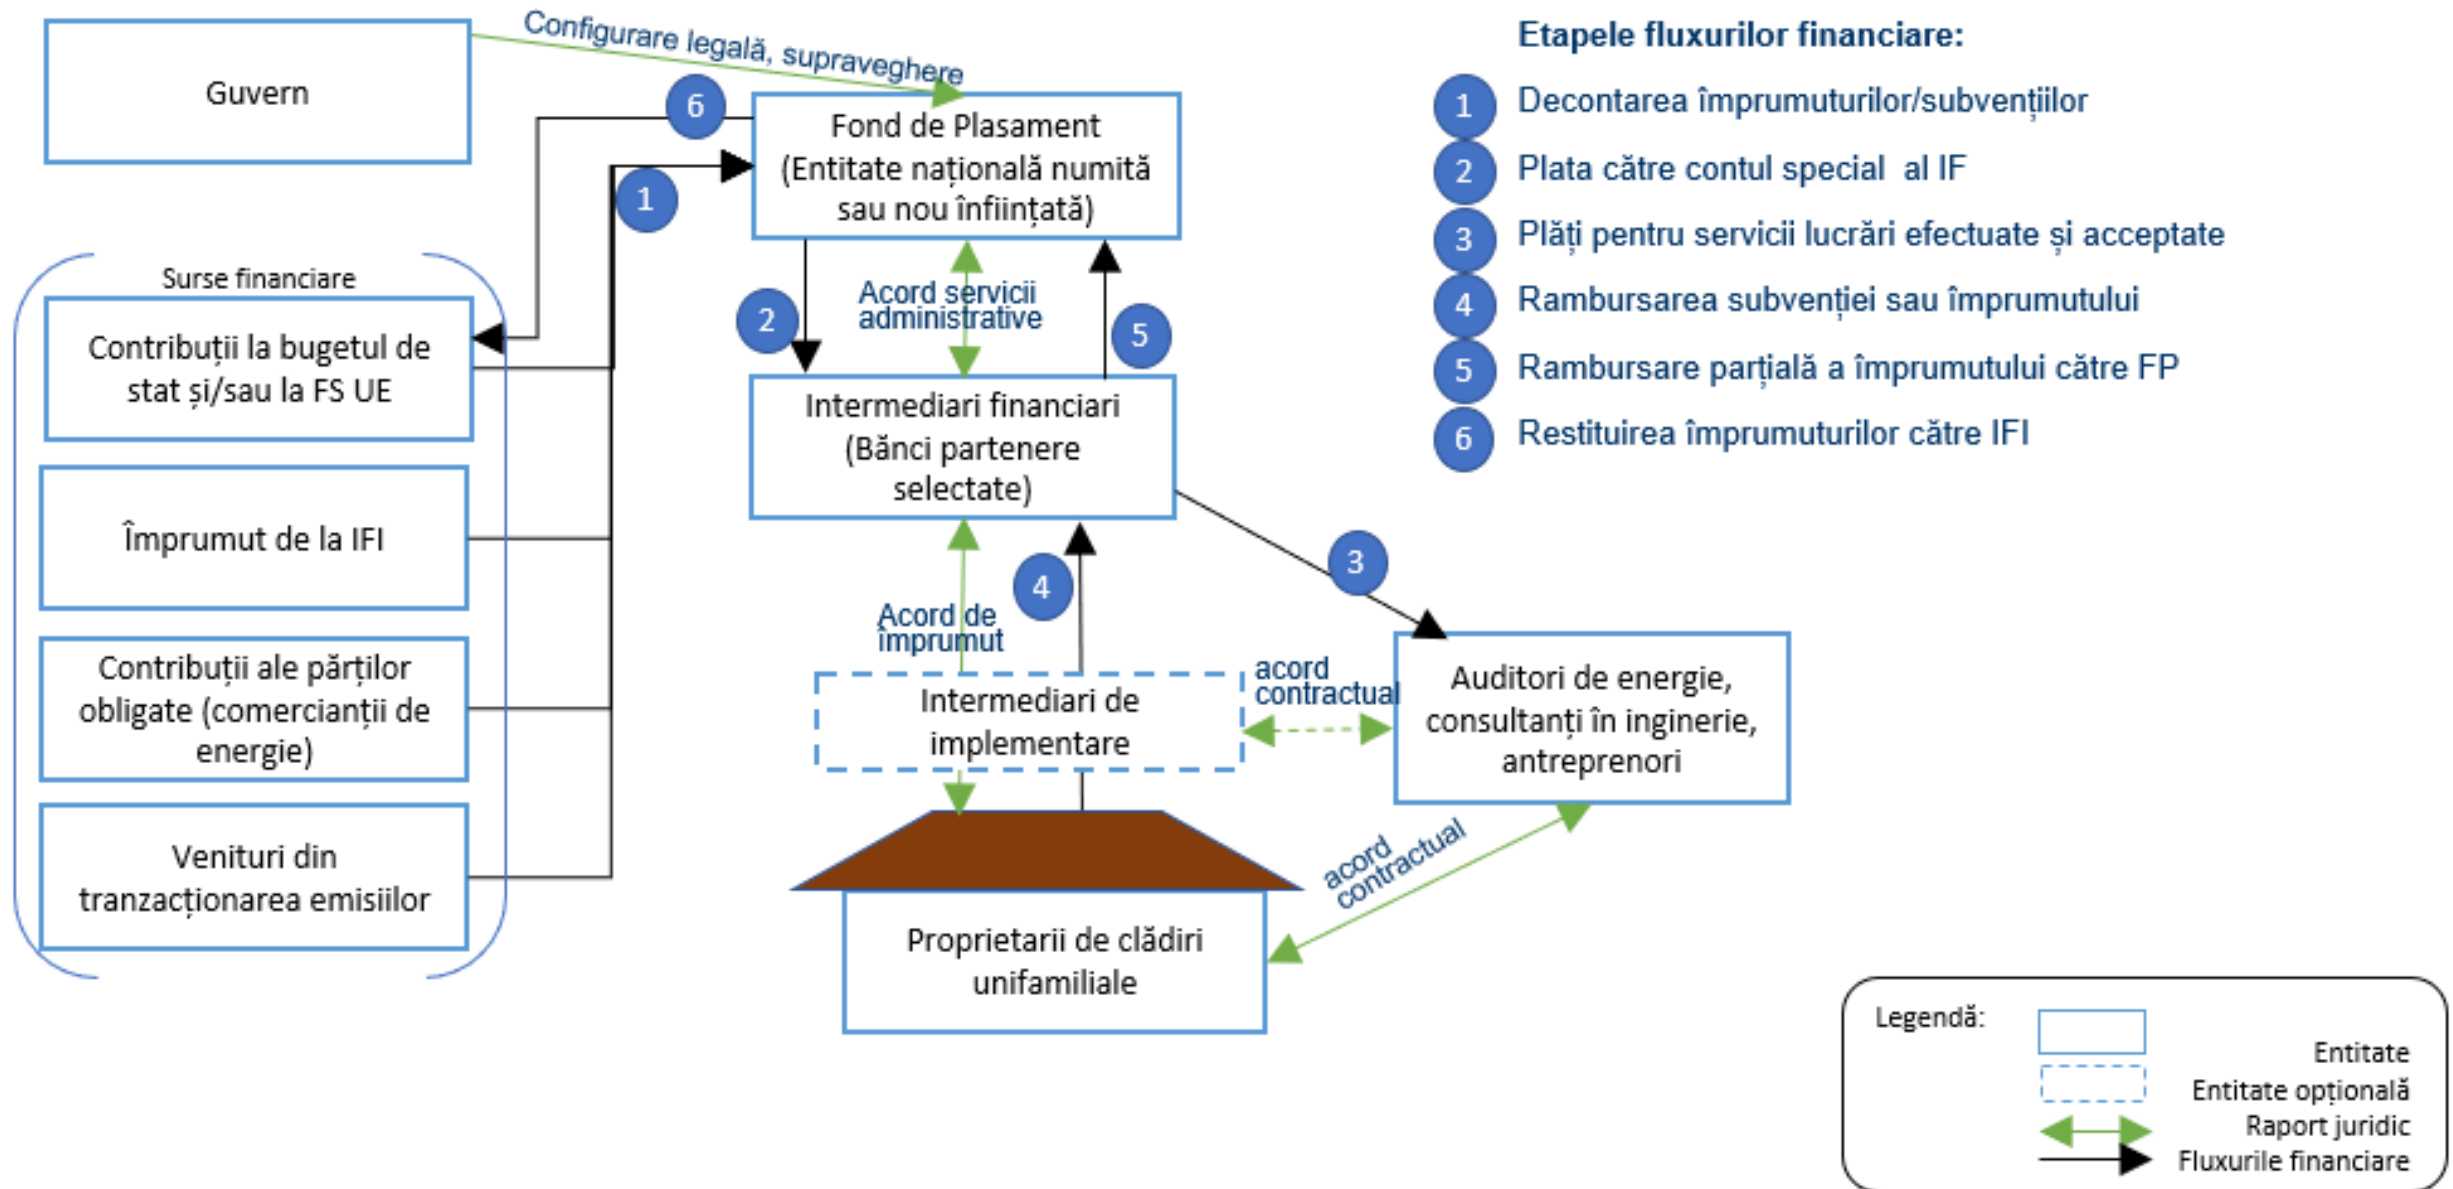 Configurare legală, supraveghere
Guvern
Fond de Plasament
(Entitate națională numită
sau nou înființată)
6
1
Surse financiare
Contribuții la bugetul de
stat și/sau la FS UE
Împrumut de la IFI
Contribuții ale părților
obligate (comercianții de
energie)
Venituri din
tranzacționarea emisiilor
2
Acord servicii
administrative
5
Intermediari financiari
(Bănci partenere
selectate)
3
4
Acord de
împrumut
Intermediari de
implementare
acord
contractual
Auditori de energie,
consultanți în inginerie,
antreprenori
acord
contractual
Proprietarii de clădiri
unifamiliale
Etapele fluxurilor financiare:
1 Decontarea împrumuturilor/subvențiilor
2 Plata către contul special al IF
3 Plăți pentru servicii lucrări efectuate și acceptate
4 Rambursarea subvenției sau împrumutului
5 Rambursare parțială a împrumutului către FP
6 Restituirea împrumuturilor către IFI
Legendă:
Entitate
Entitate opțională
Raport juridic
Fluxurile financiare